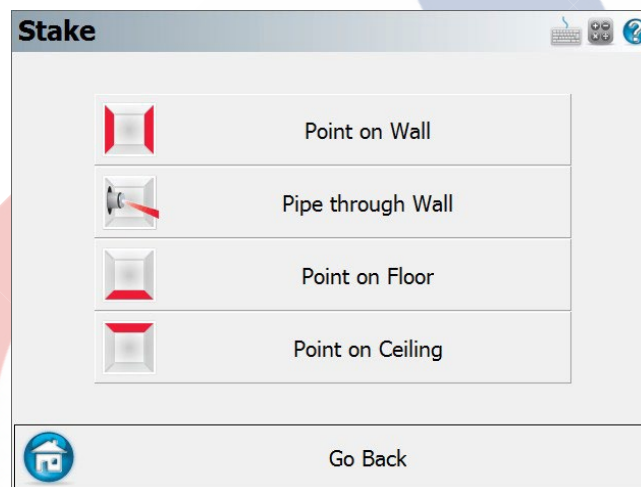 Stake
Point on Wall
Pipe through Wall
Point on Floor
Point on Ceiling
Go Back